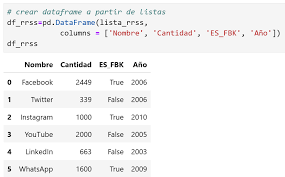 # crear dataframe a partir de listas
df_rrss=pd.DataFrame(lista_rrss,
columns = ['Nombre', 'Cantidad', 'ES_FBK', 'Año'])
df_rrss
Nombre Cantidad ES_FBK Año
0 Facebook 2449 True 2006
1 Twitter 339 False 2006
2 Instagram 1000 True 2010
3 YouTube 2000 False 2005
4 LinkedIn 663 False 2003
5 WhatsApp 1600 True 2009